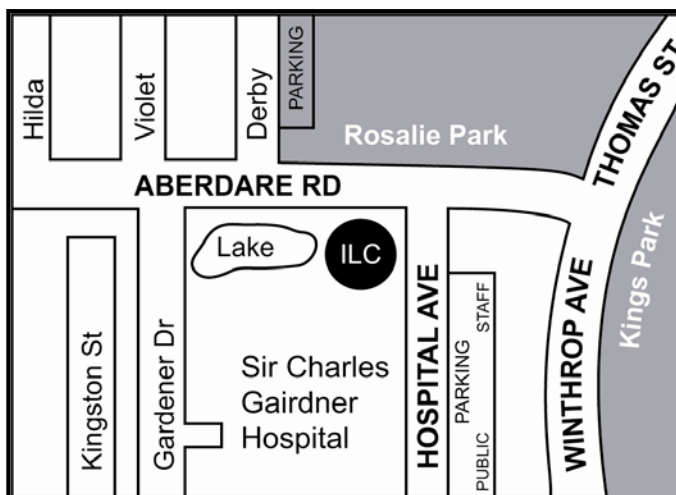 Hilda
Violet
Derby
PARKING
Rosalie Park
THOMAS ST
ABERDARE RD
Lake
ILC
HOSPITAL AVE
STAFF
PARKING
PUBLIC
WINTHROP AVE
Kings Park
Kingston St
Gardener Dr
Sir Charles
Gairdner
Hospital